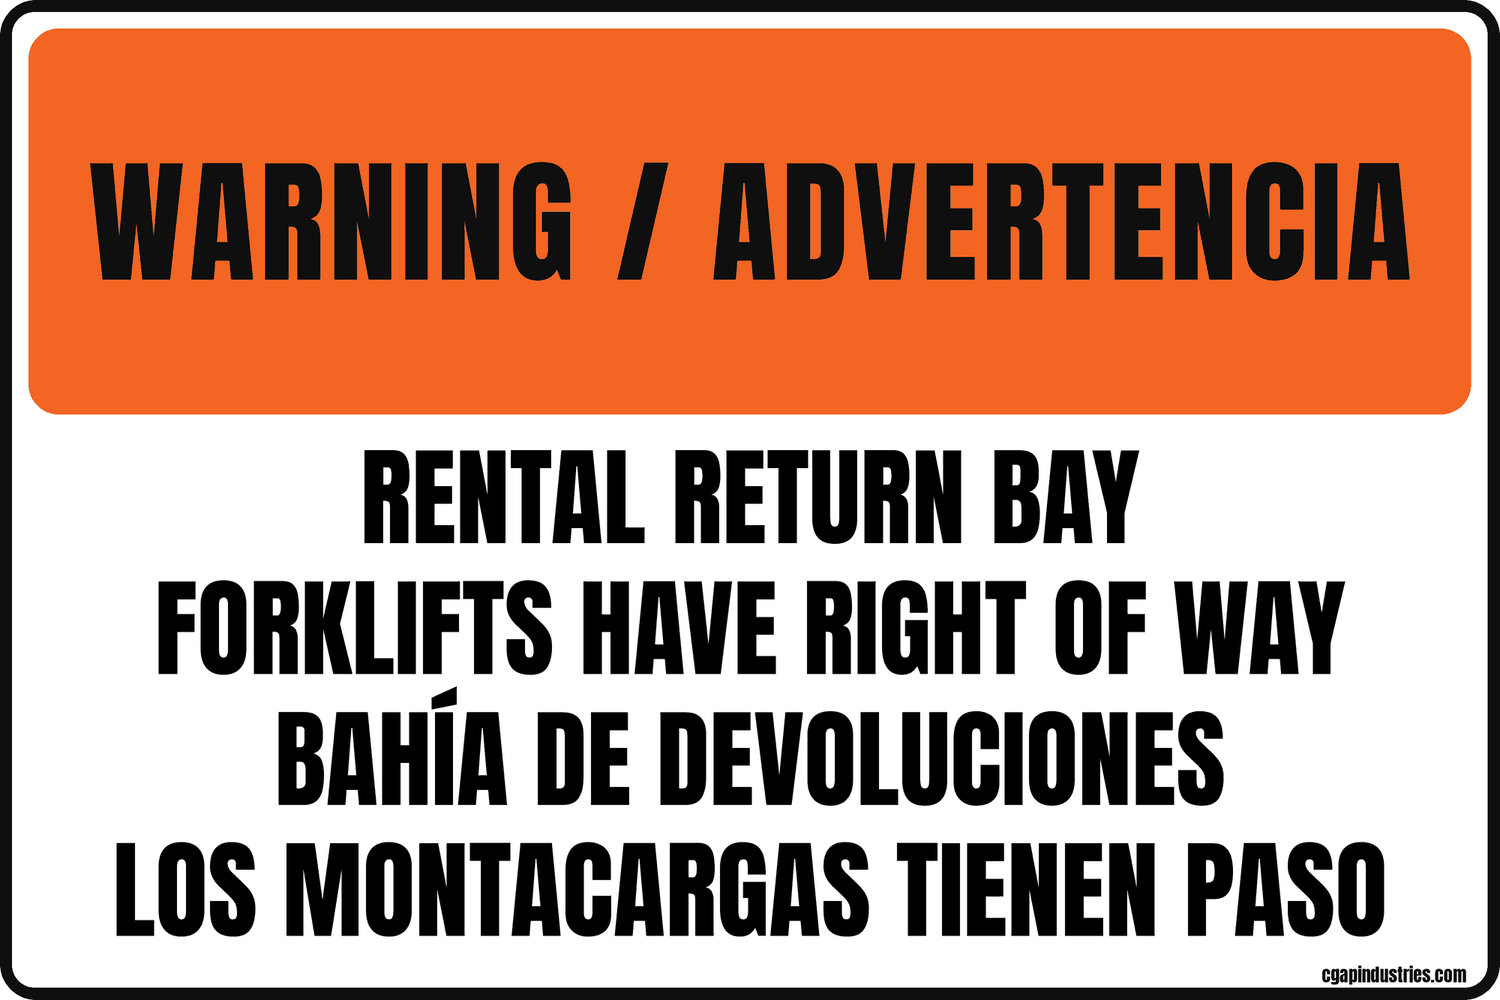 WARNING / ADVERTENCIA
RENTAL RETURN BAY
FORKLIFTS HAVE RIGHT OF WAY
BAHÍA DE DEVOLUCIONES
LOS MONTACARGAS TIENEN PASO
cgapindustries.com